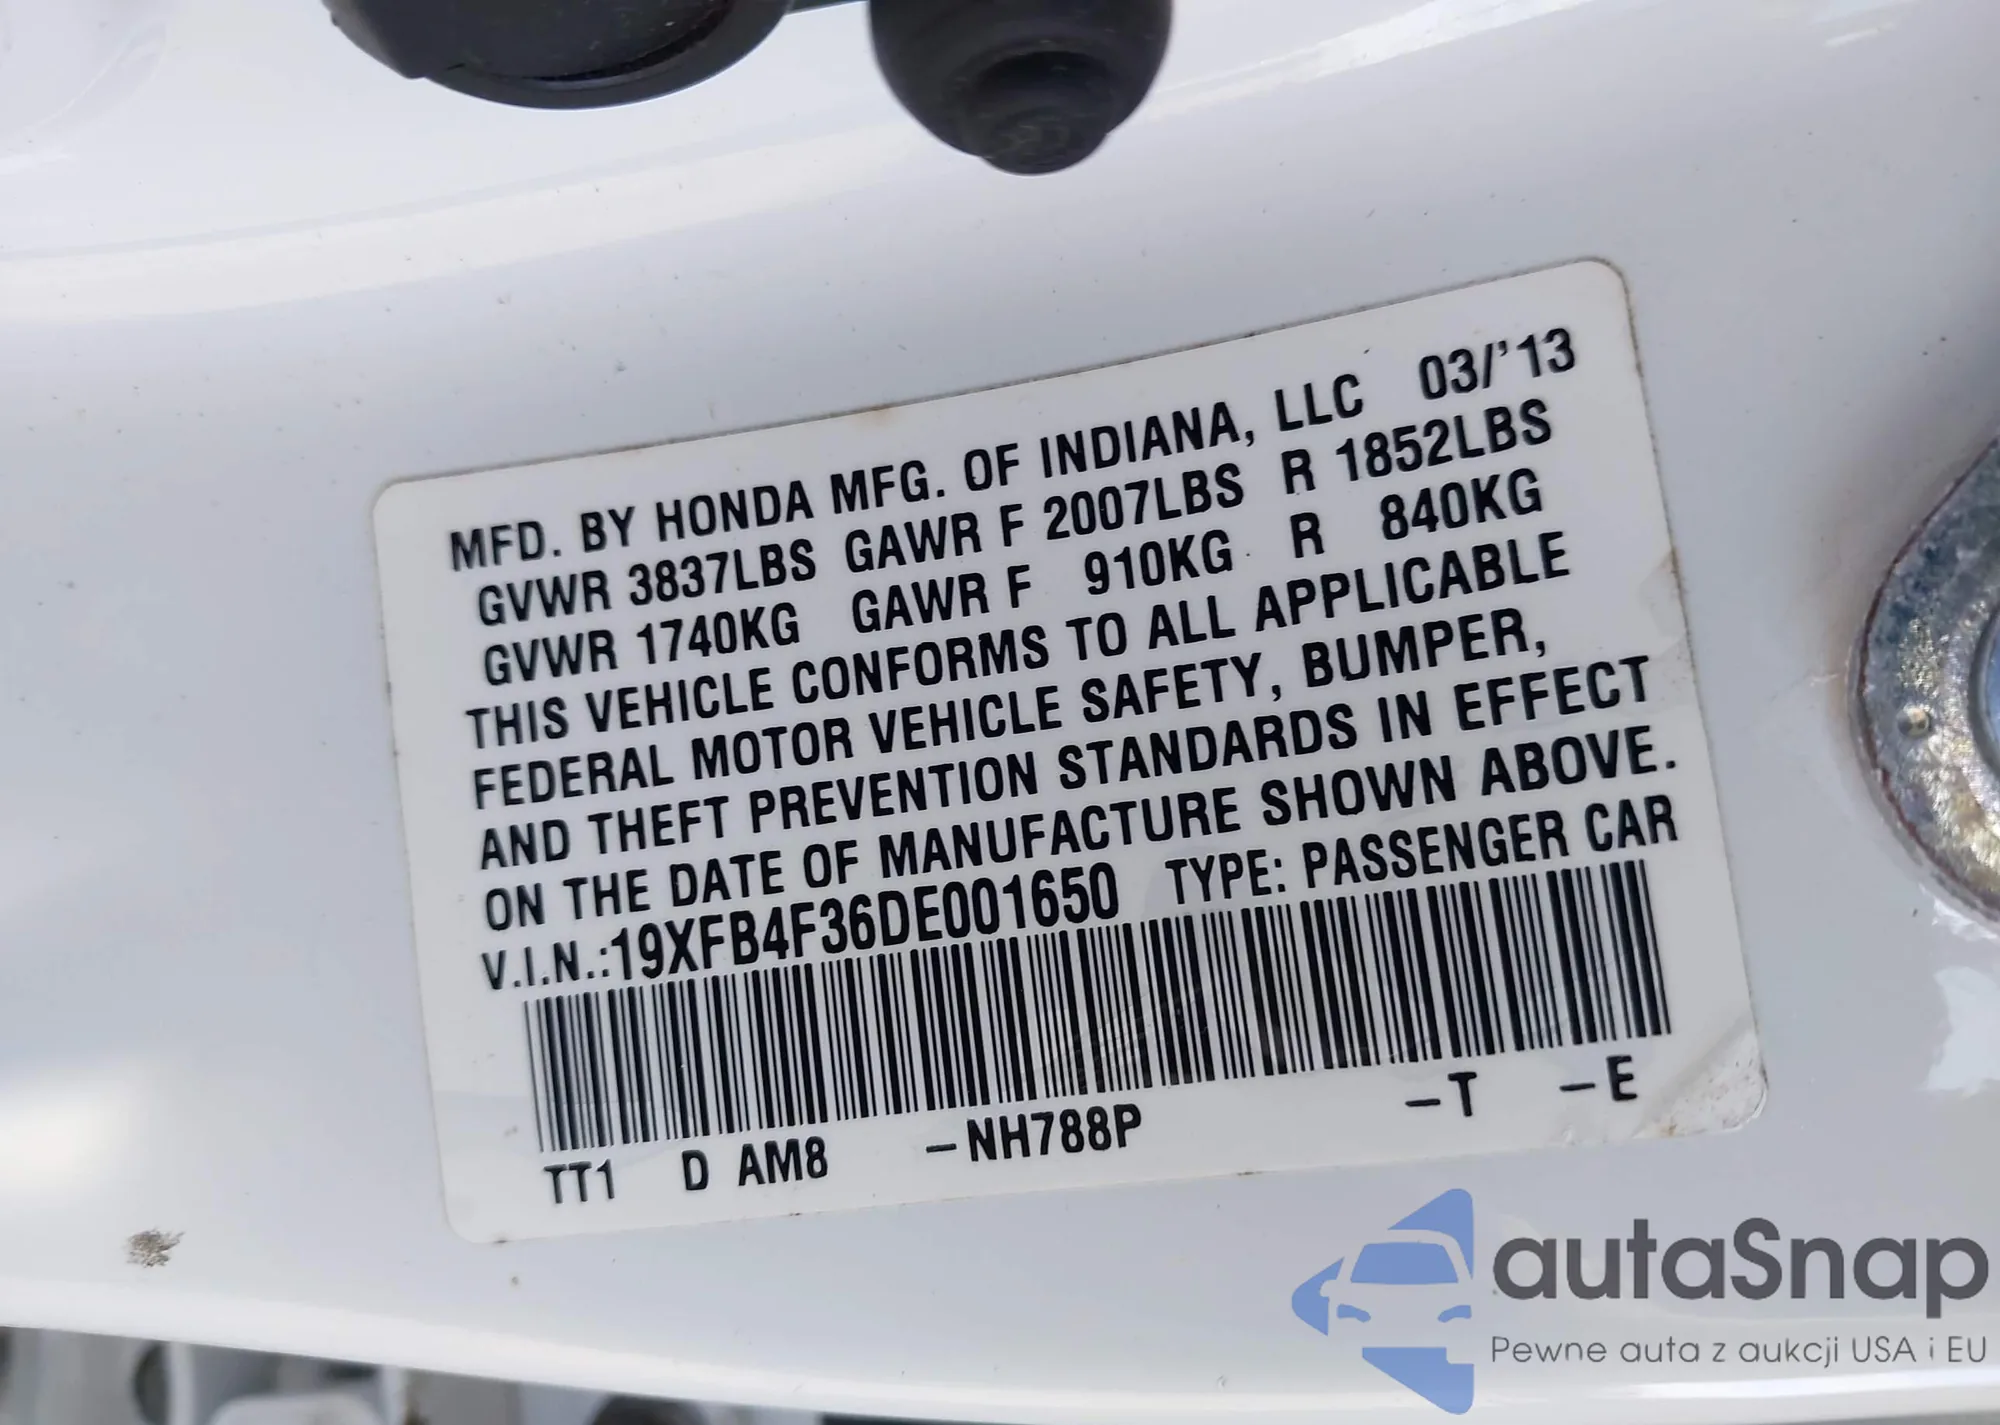 MFD. BY HONDA MFG. OF INDIANA, LLC 03/'13
GVWR 3837LBS GAWR F 2007LBS R 1852LBS
GVWR 1740KG GAWR F 910KG R 840KG
THIS VEHICLE CONFORMS TO ALL APPLICABLE
FEDERAL MOTOR VEHICLE SAFETY, BUMPER,
AND THEFT PREVENTION STANDARDS IN EFFECT
ON THE DATE OF MANUFACTURE SHOWN ABOVE.
V.I.N.:19XFB4F36DE001650 TYPE: PASSENGER CAR
TT1 D AM8 –NH788P –T –E
autaSnap
Pewne auta z aukcji USA i EU